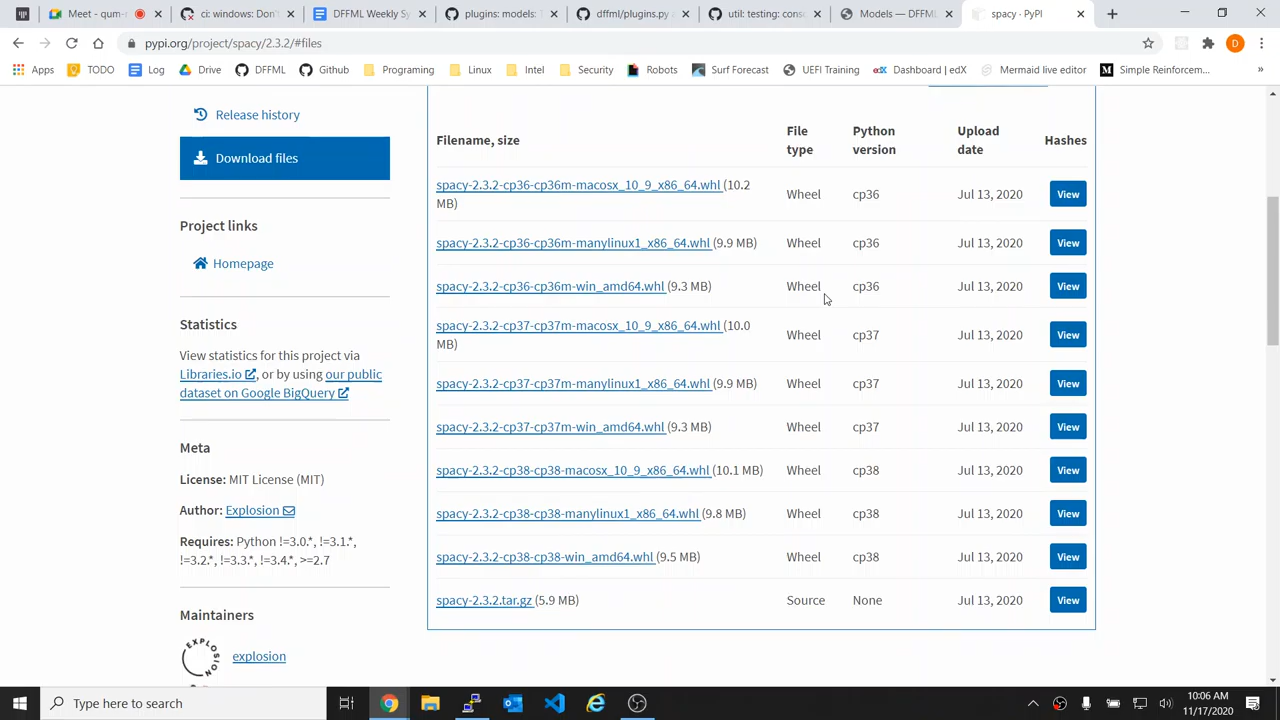 Meet - qum-
ci: windows: Don'
DFFML Weekly Sy
plugins: models: T
dffml/plugins.py a
util: testing: conso
Models — DFFML
spacy · PyPI
pypi.org/project/spacy/2.3.2/#files
D
Apps
TODO
Log
Drive
DFFML
Github
Programing
Linux
Intel
Security
Robots
Surf Forecast
UEFI Training
edX
Dashboard | edX
Mermaid live editor
M
Simple Reinforcem...
»
Release history
Download files
Project links
Homepage
Statistics
View statistics for this project via
Libraries.io, or by using our public
dataset on Google BigQuery
Meta
License: MIT License (MIT)
Author: Explosion
Requires: Python !=3.0.*, !=3.1.*,
!=3.2.*, !=3.3.*, !=3.4.*, >=2.7
Maintainers
EXPLOSION
explosion
Filename, size
File type
Python version
Upload date
Hashes
spacy-2.3.2-cp36-cp36m-macosx_10_9_x86_64.whl (10.2 MB) Wheel cp36 Jul 13, 2020 View
spacy-2.3.2-cp36-cp36m-manylinux1_x86_64.whl (9.9 MB) Wheel cp36 Jul 13, 2020 View
spacy-2.3.2-cp36-cp36m-win_amd64.whl (9.3 MB) Wheel cp36 Jul 13, 2020 View
spacy-2.3.2-cp37-cp37m-macosx_10_9_x86_64.whl (10.0 MB) Wheel cp37 Jul 13, 2020 View
spacy-2.3.2-cp37-cp37m-manylinux1_x86_64.whl (9.9 MB) Wheel cp37 Jul 13, 2020 View
spacy-2.3.2-cp37-cp37m-win_amd64.whl (9.3 MB) Wheel cp37 Jul 13, 2020 View
spacy-2.3.2-cp38-cp38-macosx_10_9_x86_64.whl (10.1 MB) Wheel cp38 Jul 13, 2020 View
spacy-2.3.2-cp38-cp38-manylinux1_x86_64.whl (9.8 MB) Wheel cp38 Jul 13, 2020 View
spacy-2.3.2-cp38-cp38-win_amd64.whl (9.5 MB) Wheel cp38 Jul 13, 2020 View
spacy-2.3.2.tar.gz (5.9 MB) Source None Jul 13, 2020 View
Type here to search
10:06 AM
11/17/2020